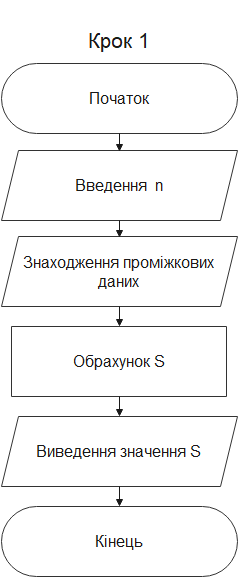 Крок 1
Початок
Введення n
Знаходження проміжкових
даних
Обрахунок S
Виведення значення S
Кінець